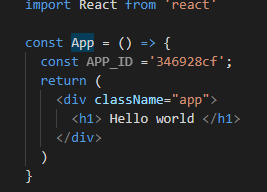 import React from 'react'
const App = () => {
const APP_ID ='346928cf';
return (
<div className="app">
<h1> Hello world </h1>
</div>
)
}